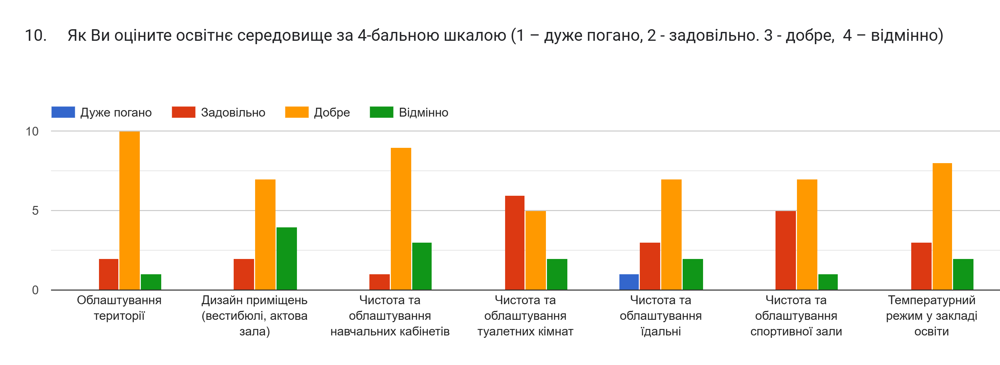 10. Як Ви оціните освітнє середовище за 4-бальною шкалою (1 – дуже погано, 2 - задовільно. 3 - добре,  4 – відмінно)
Дуже погано Задовільно Добре Відмінно
10
5
0
Облаштування
території
Дизайн приміщень
(вестибюлі, актова
зала)
Чистота та
облаштування
навчальних кабінетів
Чистота та
облаштування
туалетних кімнат
Чистота та
облаштування
їдальні
Чистота та
облаштування
спортивної зали
Температурний
режим у закладі
освіти